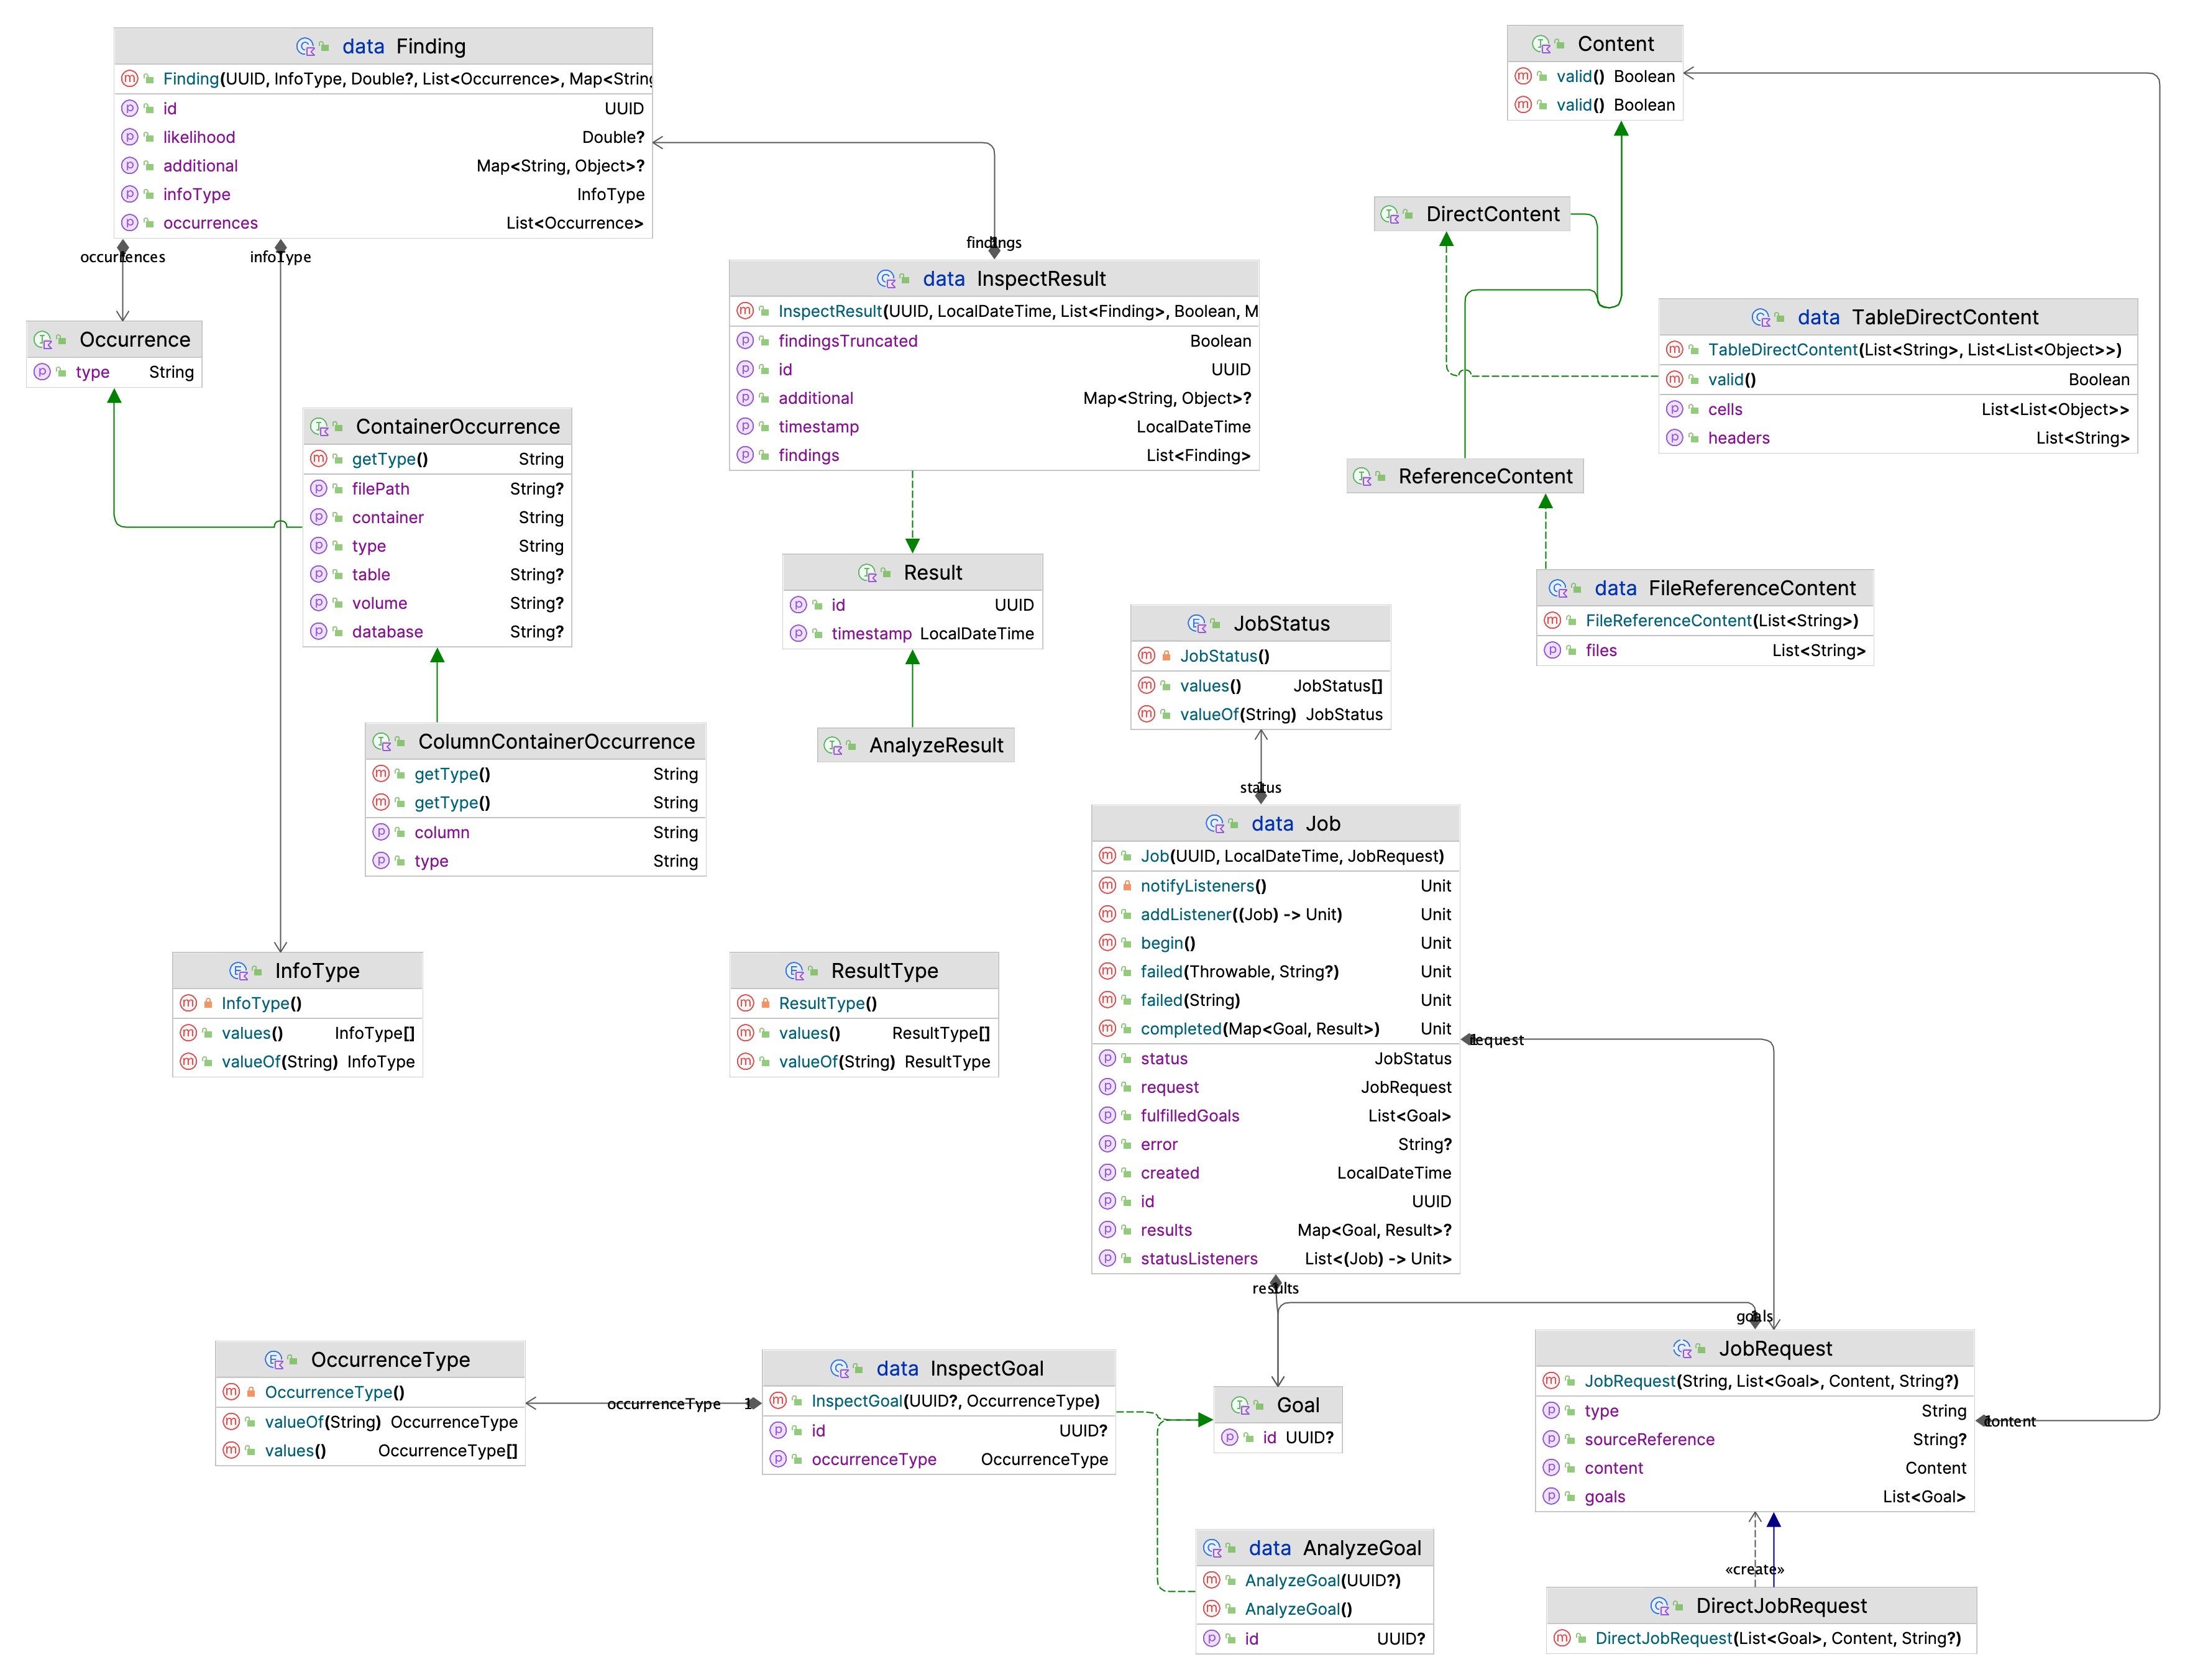 data Finding
Finding(UUID, InfoType, Double?, List<Occurrence>, Map<String
id UUID
likelihood Double?
additional Map<String, Object>?
infoType InfoType
occurrences List<Occurrence>
occurrences
infoType
Occurrence
type String
ContainerOccurrence
getType() String
filePath String?
container String
type String
table String?
volume String?
database String?
ColumnContainerOccurrence
getType() String
getType() String
column String
type String
InfoType
InfoType()
values() InfoType[]
valueOf(String) InfoType
findings
data InspectResult
InspectResult(UUID, LocalDateTime, List<Finding>, Boolean, M
findingsTruncated Boolean
id UUID
additional Map<String, Object>?
timestamp LocalDateTime
findings List<Finding>
Result
id UUID
timestamp LocalDateTime
AnalyzeResult
ResultType
ResultType()
values() ResultType[]
valueOf(String) ResultType
Content
valid() Boolean
valid() Boolean
DirectContent
data TableDirectContent
TableDirectContent(List<String>, List<List<Object>>)
valid() Boolean
cells List<List<Object>>
headers List<String>
ReferenceContent
data FileReferenceContent
FileReferenceContent(List<String>)
files List<String>
JobStatus
JobStatus()
values() JobStatus[]
valueOf(String) JobStatus
status
data Job
Job(UUID, LocalDateTime, JobRequest)
notifyListeners() Unit
addListener((Job) -> Unit) Unit
begin() Unit
failed(Throwable, String?) Unit
failed(String) Unit
completed(Map<Goal, Result>) Unit
status JobStatus
request JobRequest
fulfilledGoals List<Goal>
error String?
created LocalDateTime
id UUID
results Map<Goal, Result>?
statusListeners List<(Job) -> Unit>
request
results
goals
OccurrenceType
OccurrenceType()
valueOf(String) OccurrenceType
values() OccurrenceType[]
occurrenceType 1
data InspectGoal
InspectGoal(UUID?, OccurrenceType)
id UUID?
occurrenceType OccurrenceType
Goal
id UUID?
data AnalyzeGoal
AnalyzeGoal(UUID?)
AnalyzeGoal()
id UUID?
JobRequest
JobRequest(String, List<Goal>, Content, String?)
type String
sourceReference String?
content Content
goals List<Goal>
content
«create»
DirectJobRequest
DirectJobRequest(List<Goal>, Content, String?)